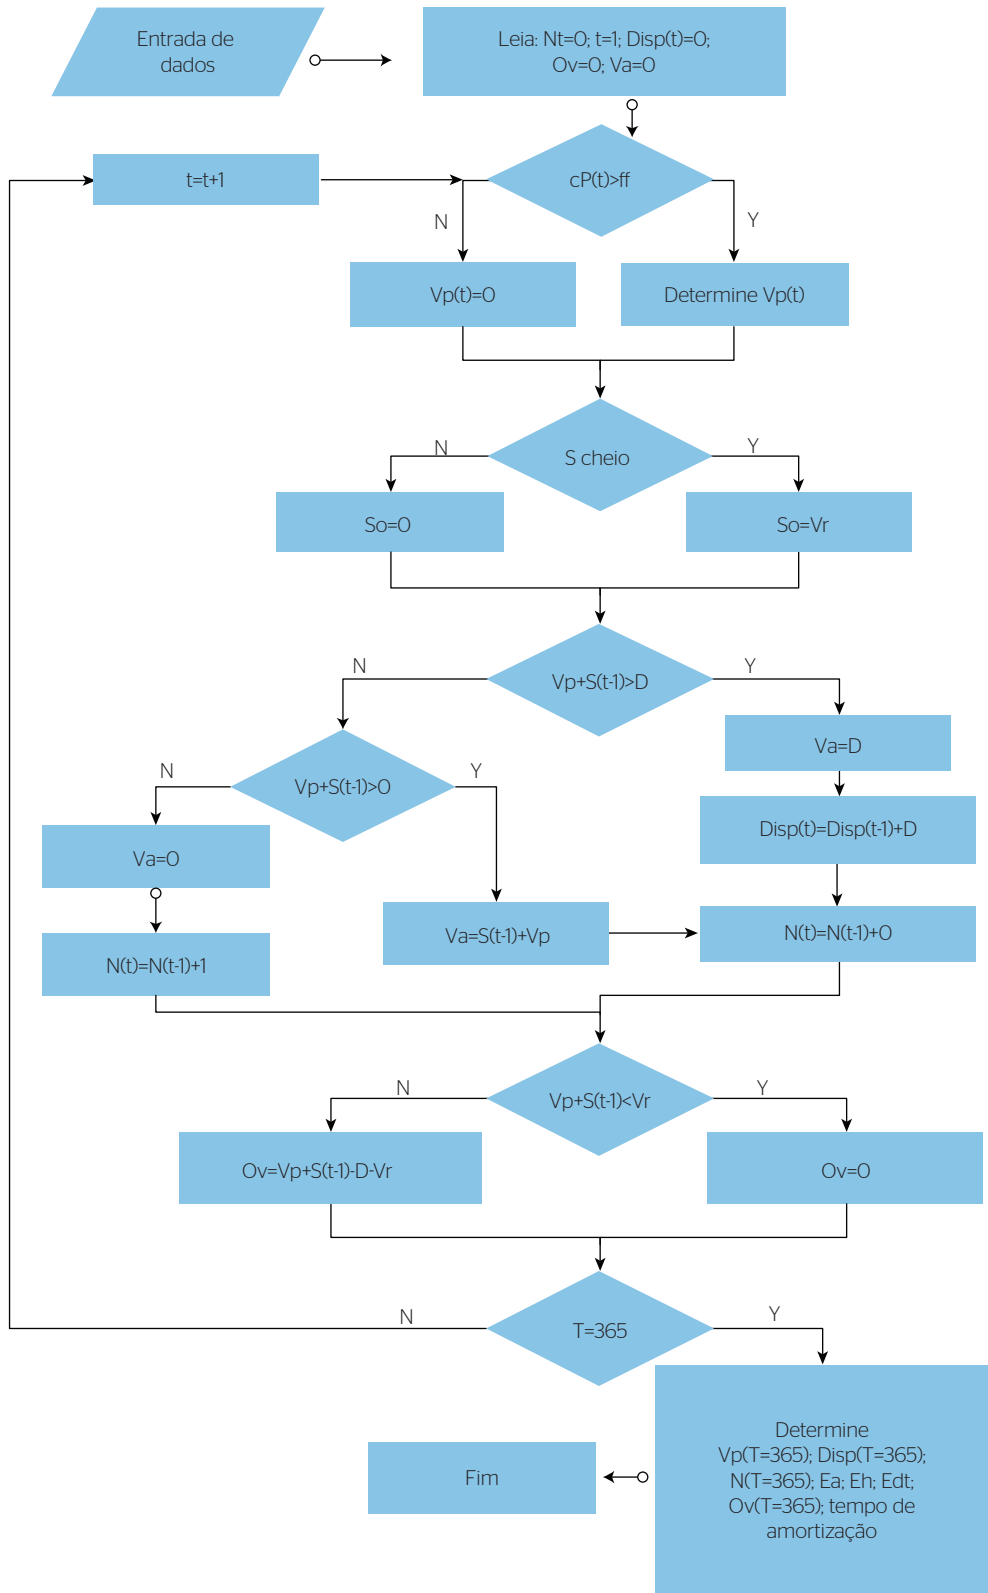 Entrada de
dados
Leia: Nt=0; t=1; Disp(t)=0;
Ov=0; Va=0
t=t+1
cP(t)>ff
N
Y
Vp(t)=0
Determine Vp(t)
N
S cheio
Y
So=0
So=Vr
N
Vp+S(t-1)>D
Y
Va=D
N
Vp+S(t-1)>0
Y
Disp(t)=Disp(t-1)+D
Va=0
Va=S(t-1)+Vp
N(t)=N(t-1)+0
N(t)=N(t-1)+1
N
Vp+S(t-1)<Vr
Y
Ov=Vp+S(t-1)-D-Vr
Ov=0
N
T=365
Y
Determine
Vp(T=365); Disp(T=365);
N(T=365); Ea; Eh; Edt;
Ov(T=365); tempo de
amortização
Fim